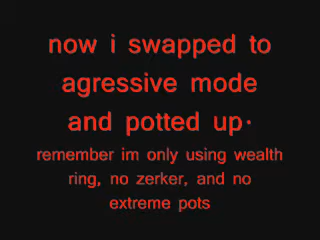 now i swapped to
agressive mode
and potted up.
remember im only using wealth
ring, no zerker, and no
extreme pots